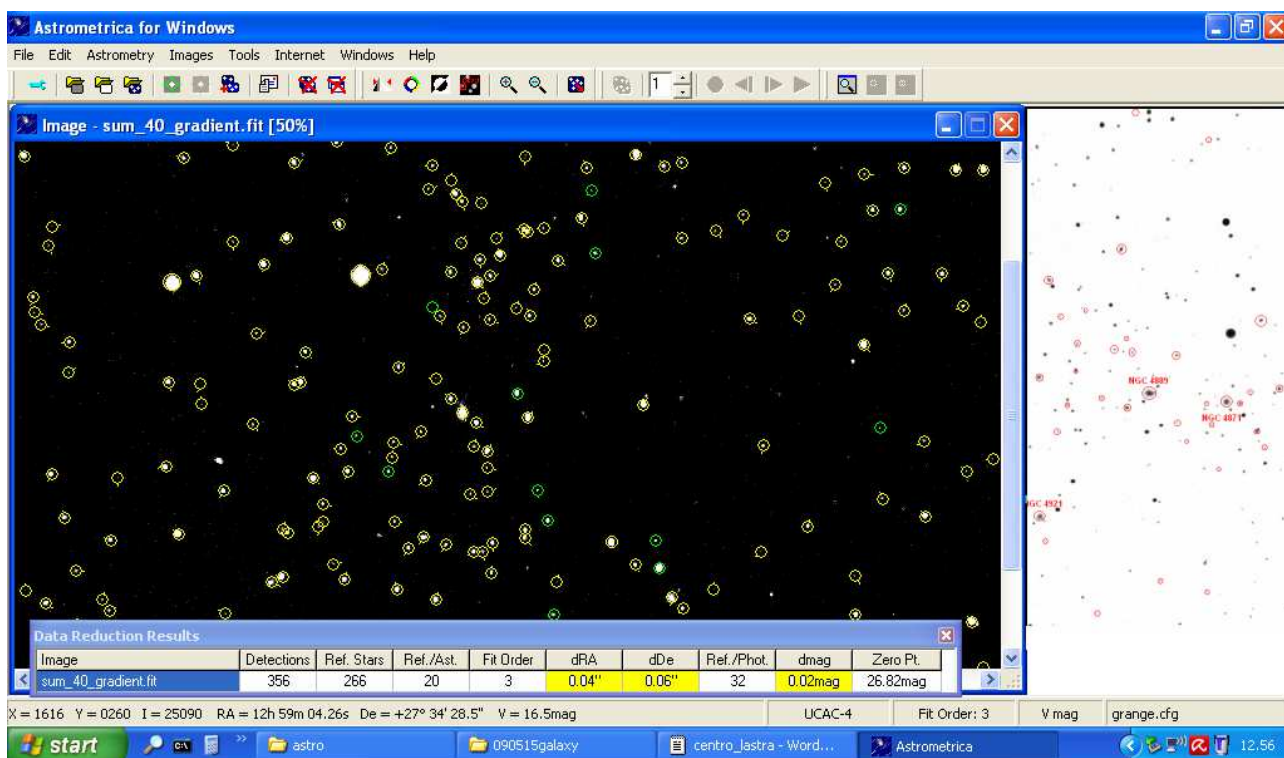 Astrometrica for Windows
File Edit Astrometry Images Tools Internet Windows Help
1
Image - sum_40_gradient.fit [50%]
NGC 4889
NGC 4871
NGC 4921
Data Reduction Results
Image Detections Ref. Stars Ref./Ast. Fit Order dRA dDe Ref./Phot. dmag Zero Pt.
sum_40_gradient.fit 356 266 20 3 0.04" 0.06" 32 0.02mag 26.82mag
X = 1616 Y = 0260 I = 25090 RA = 12h 59m 04.26s De = +27° 34' 28.5" V = 16.5mag UCAC-4 Fit Order: 3 V mag grange.cfg
start » astro 090515galaxy centro_lastra - Word... Astrometrica 12.56